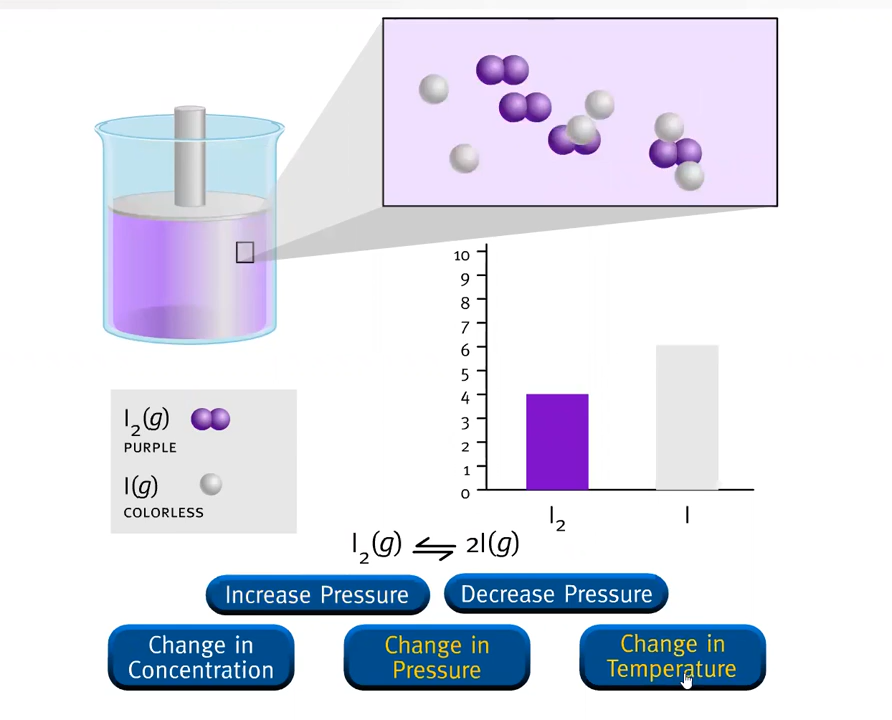 10
9
8
7
6
5
4
3
2
1
0
I₂ I
I₂(g)
PURPLE
I(g)
COLORLESS
I₂(g) ⇌ 2I(g)
Increase Pressure
Decrease Pressure
Change in
Concentration
Change in
Pressure
Change in
Temperature